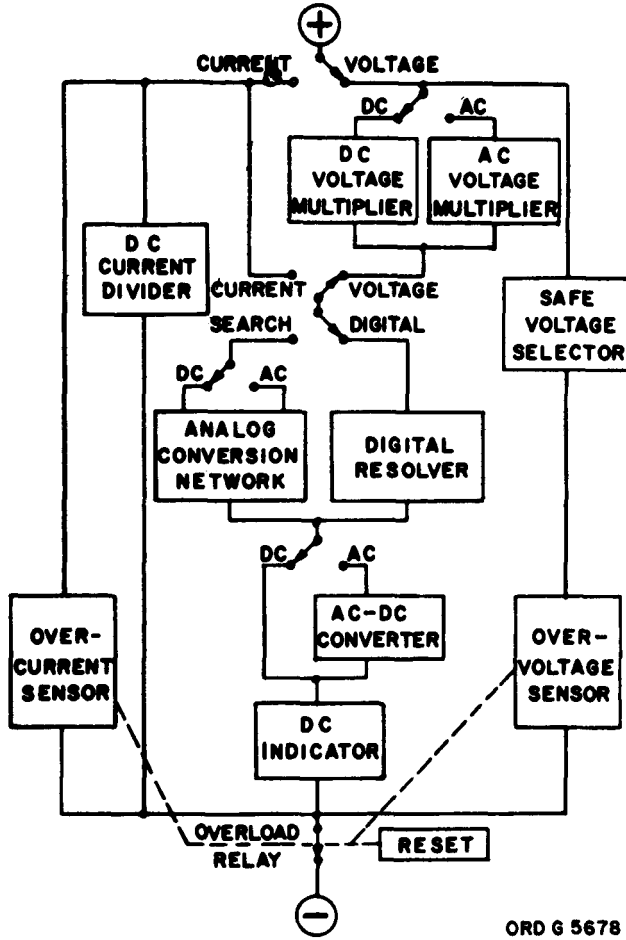 +
CURRENT VOLTAGE
DC AC
DC
VOLTAGE
MULTIPLIER
AC
VOLTAGE
MULTIPLIER
DC
CURRENT
DIVIDER
CURRENT VOLTAGE
SAFE
VOLTAGE
SELECTOR
SEARCH DIGITAL
DC AC
ANALOG
CONVERSION
NETWORK
DIGITAL
RESOLVER
DC AC
AC-DC
CONVERTER
OVER-
CURRENT
SENSOR
OVER-
VOLTAGE
SENSOR
DC
INDICATOR
OVERLOAD
RELAY
RESET
−
ORD G 5678